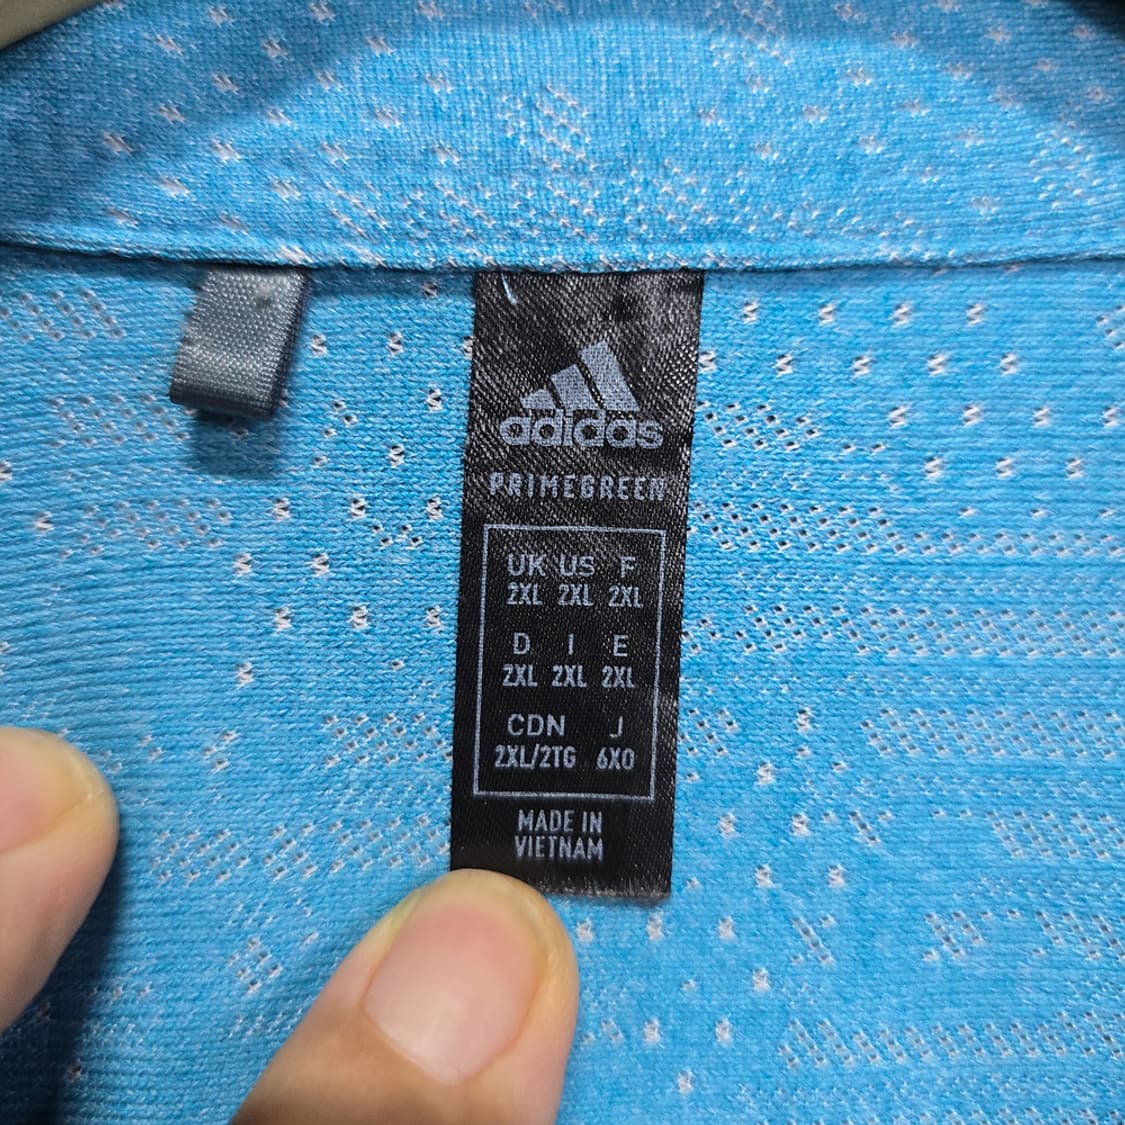 adidas
PRIMEGREEN
UK US F
2XL 2XL 2XL
D I E
2XL 2XL 2XL
CDN J
2XL/2TG 6XO
MADE IN
VIETNAM